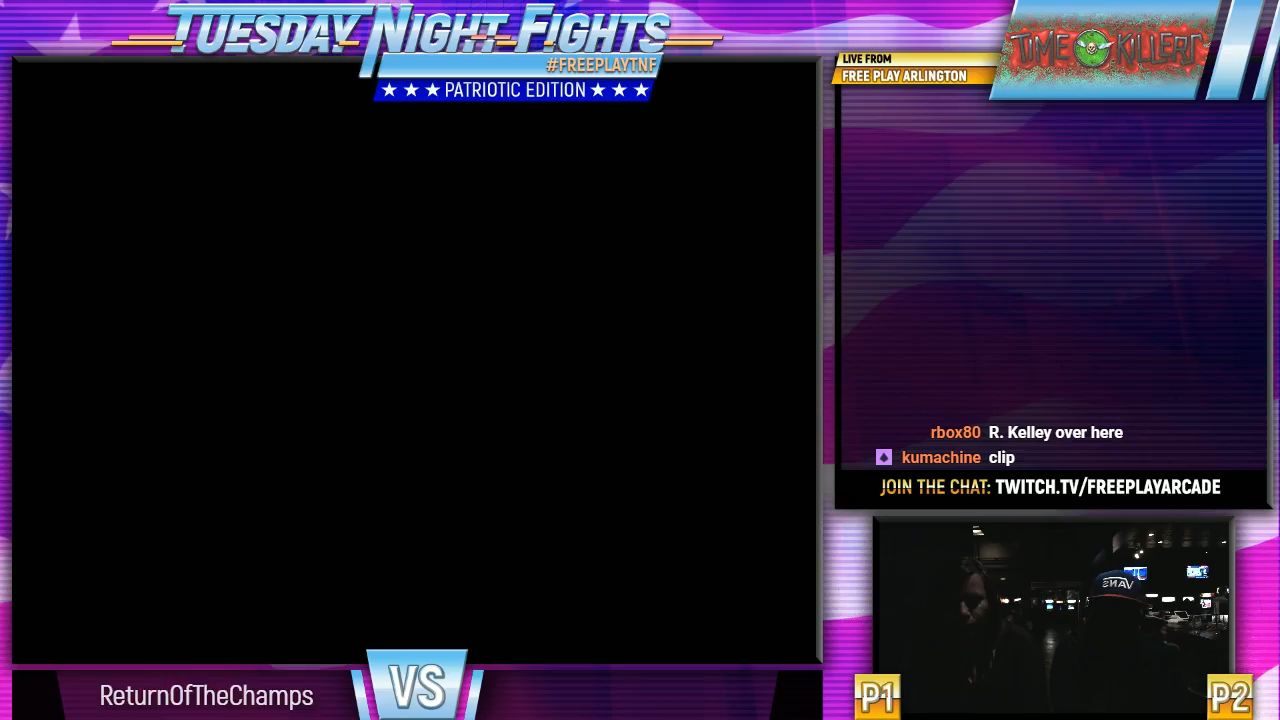 TUESDAY NIGHT FIGHTS
#FREEPLAYTNF
★ ★ ★ PATRIOTIC EDITION ★ ★ ★
TIME KILLERS
LIVE FROM
FREE PLAY ARLINGTON
rbox80 R. Kelley over here
kumachine clip
JOIN THE CHAT: TWITCH.TV/FREEPLAYARCADE
VANS
ReturnOfTheChamps
VS
P1
P2